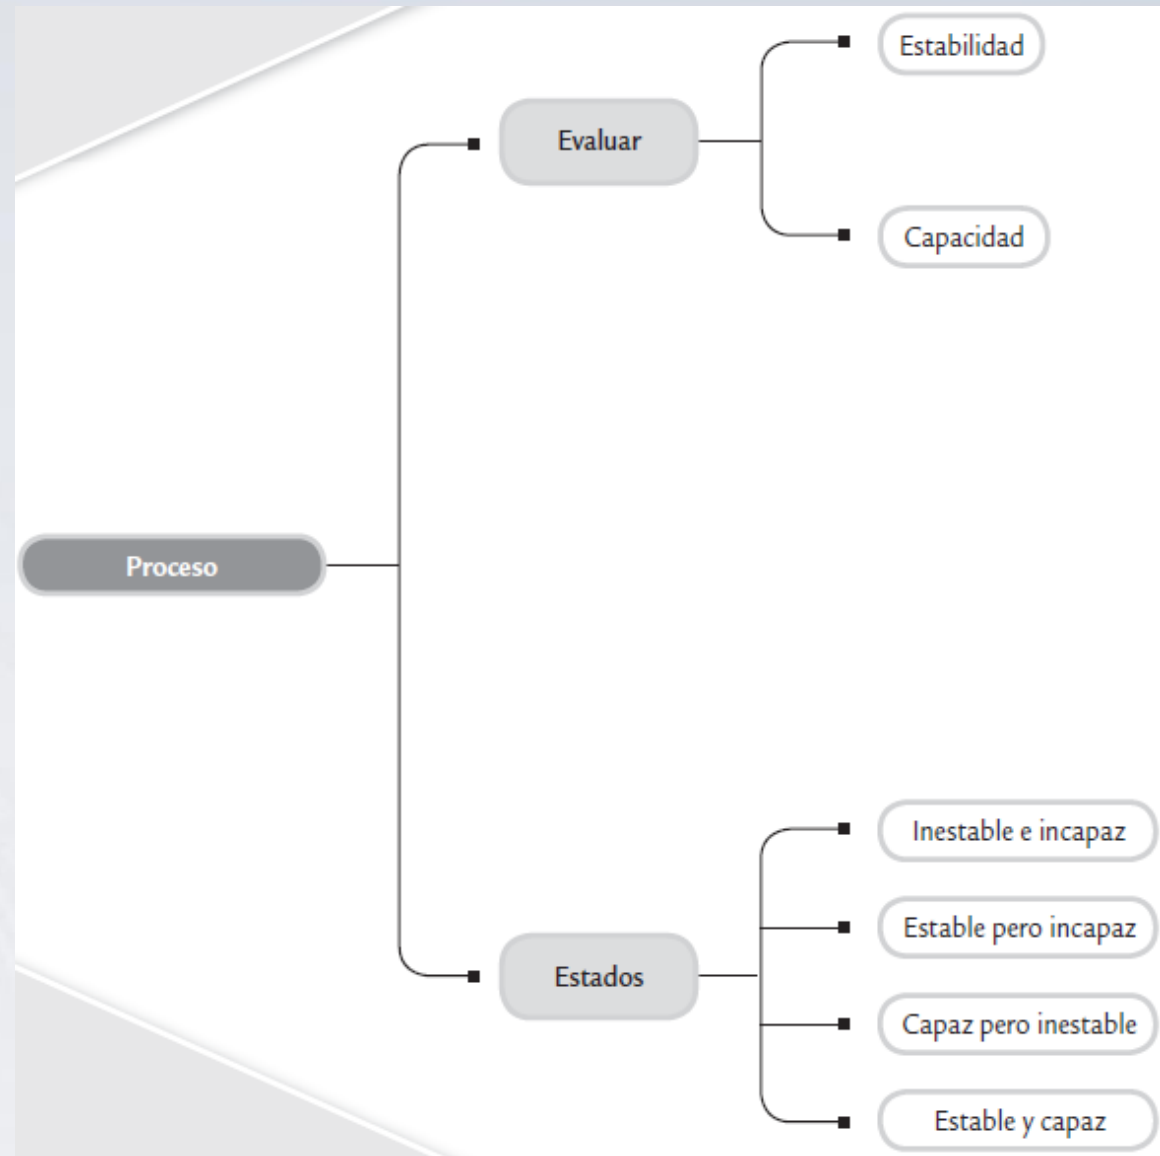 Estabilidad
Evaluar
Capacidad
Proceso
Inestable e incapaz
Estable pero incapaz
Estados
Capaz pero inestable
Estable y capaz